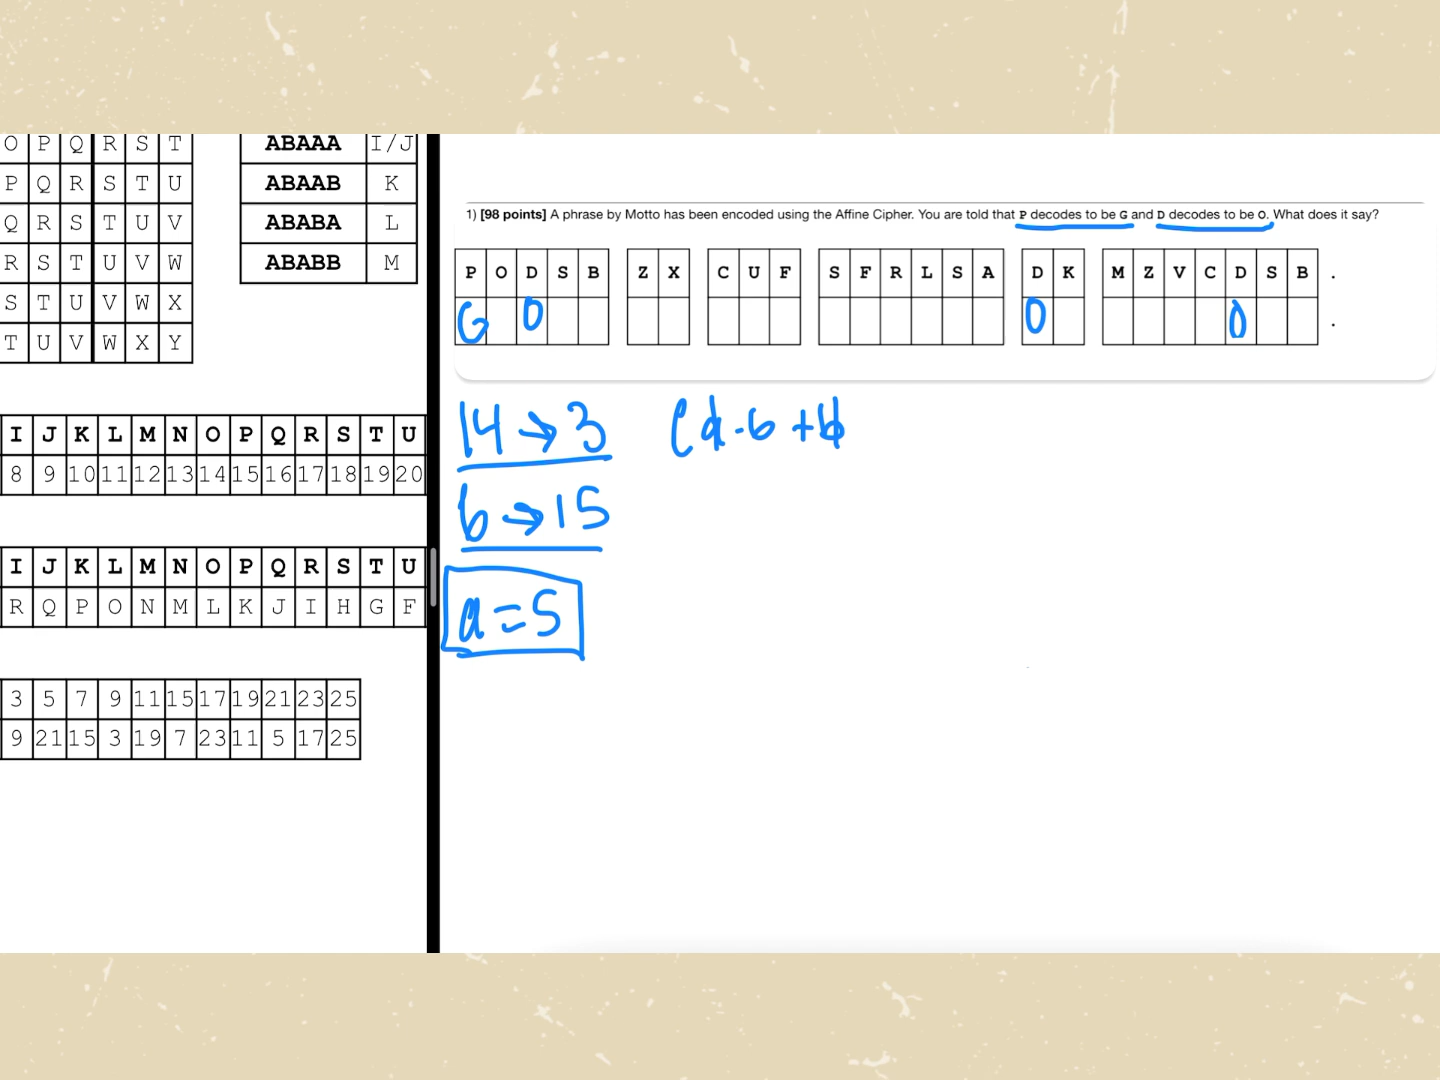 O P Q R S T
ABAAA I/J
P Q R S T U
ABAAB K
Q R S T U V
ABABA L
R S T U V W
ABABB M
S T U V W X
T U V W X Y
I J K L M N O P Q R S T U
8 9 10 11 12 13 14 15 16 17 18 19 20
I J K L M N O P Q R S T U
R Q P O N M L K J I H G F
3 5 7 9 11 15 17 19 21 23 25
9 21 15 3 19 7 23 11 5 17 25
1) [98 points] A phrase by Motto has been encoded using the Affine Cipher. You are told that P decodes to be G and D decodes to be O. What does it say?
P O D S B Z X C U F S F R L S A D K M Z V C D S B .
G O O O .
14 → 3
6 → 15
a = 5